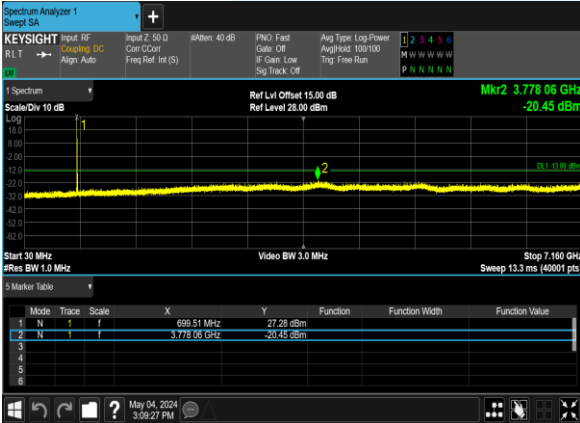 Spectrum Analyzer 1
Swept SA
+
KEYSIGHT Input: RF Input Z: 50 Ω #Atten: 40 dB PNO: Fast Avg Type: Log-Power 1 2 3 4 5 6
RLT Coupling: DC Corr CCorr Gate: Off Avg|Hold: 100/100 M W W W W W
Align: Auto Freq Ref: Int (S) IF Gain: Low Trig: Free Run
Sig Track: Off P N N N N N
LW
1 Spectrum Ref Lvl Offset 15.00 dB Mkr2 3.778 06 GHz
Scale/Div 10 dB Ref Level 28.00 dBm -20.45 dBm
Log
1
18.0
8.00
-2.00
-12.0 2 DL1 -13.00 dBm
-22.0
-32.0
-42.0
-52.0
-62.0
Start 30 MHz Video BW 3.0 MHz Stop 7.160 GHz
#Res BW 1.0 MHz Sweep 13.3 ms (40001 pts
5 Marker Table
Mode Trace Scale X Y Function Function Width Function Value
1 N 1 f 699.51 MHz 27.28 dBm
2 N 1 f 3.778 06 GHz -20.45 dBm
3
4
5
6
? May 04, 2024
3:09:27 PM